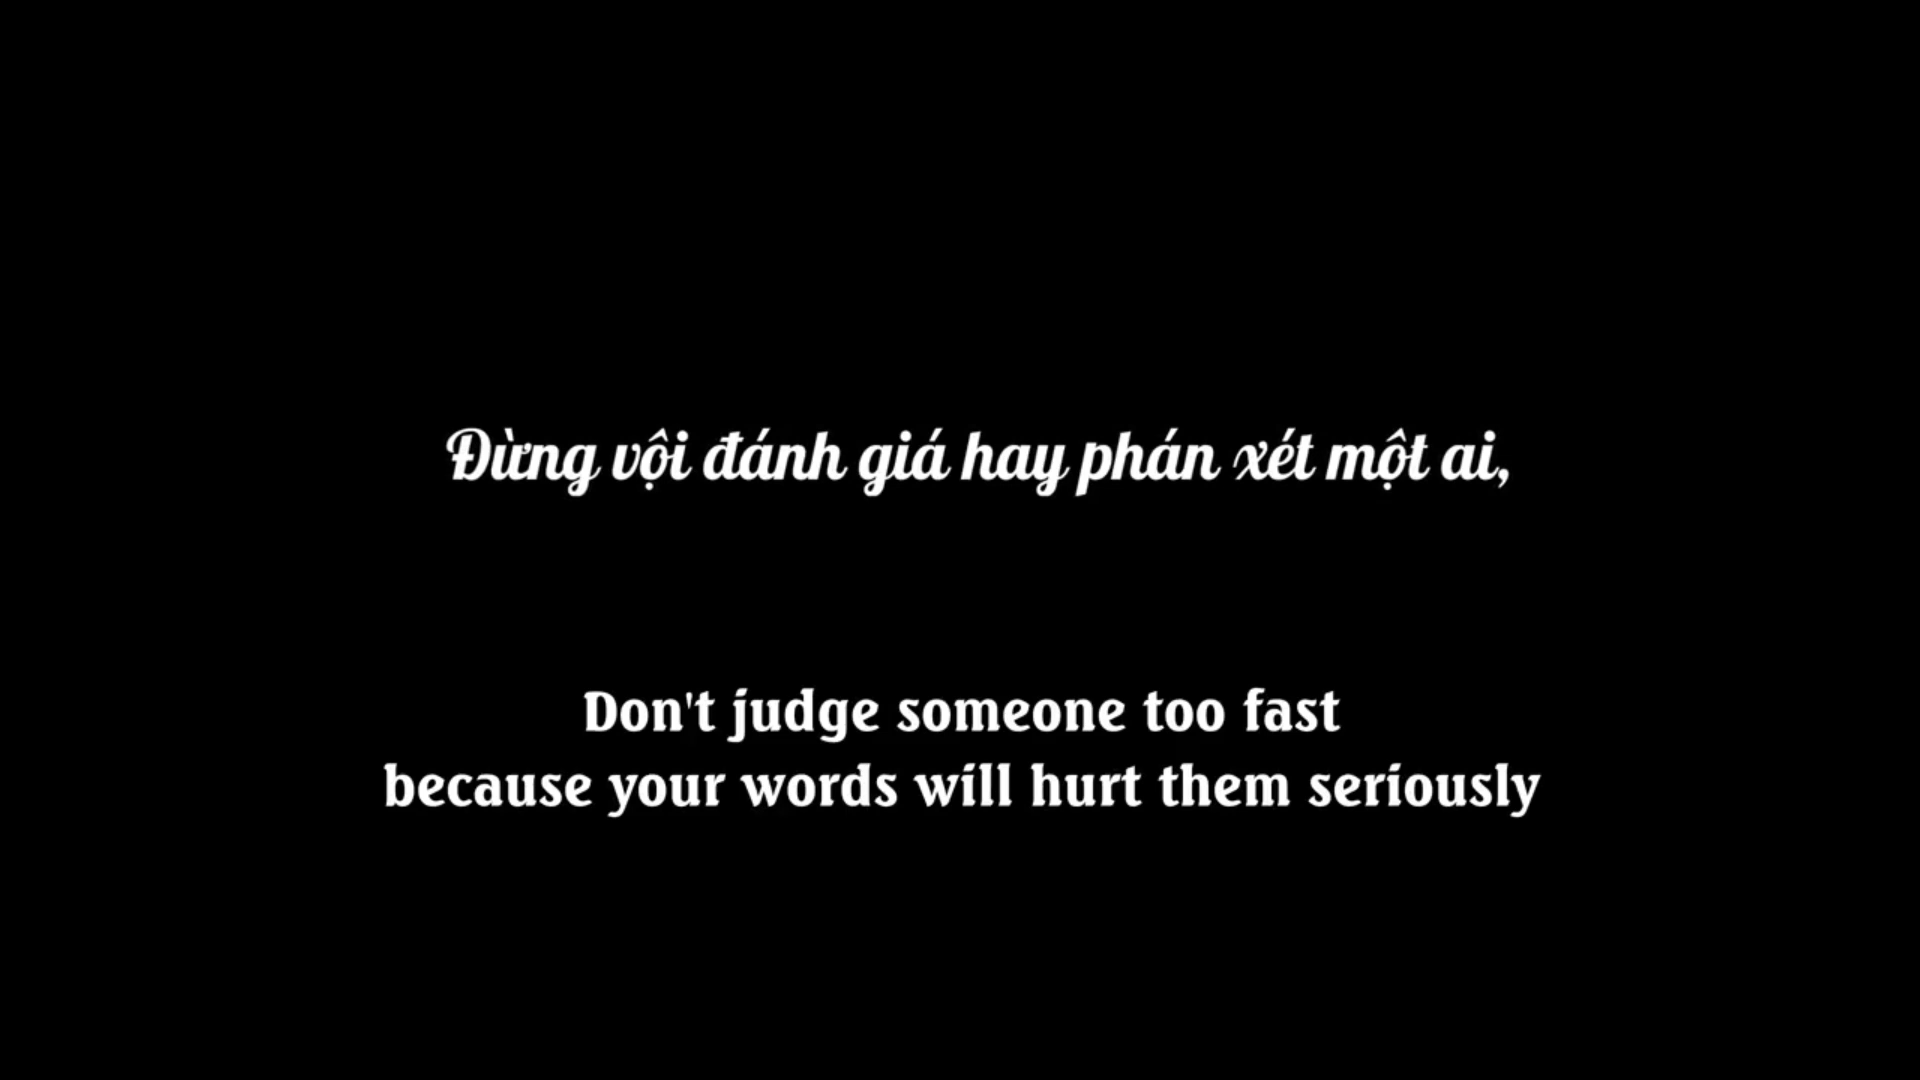 Đừng vội đánh giá hay phán xét một ai,
Don't judge someone too fast
because your words will hurt them seriously